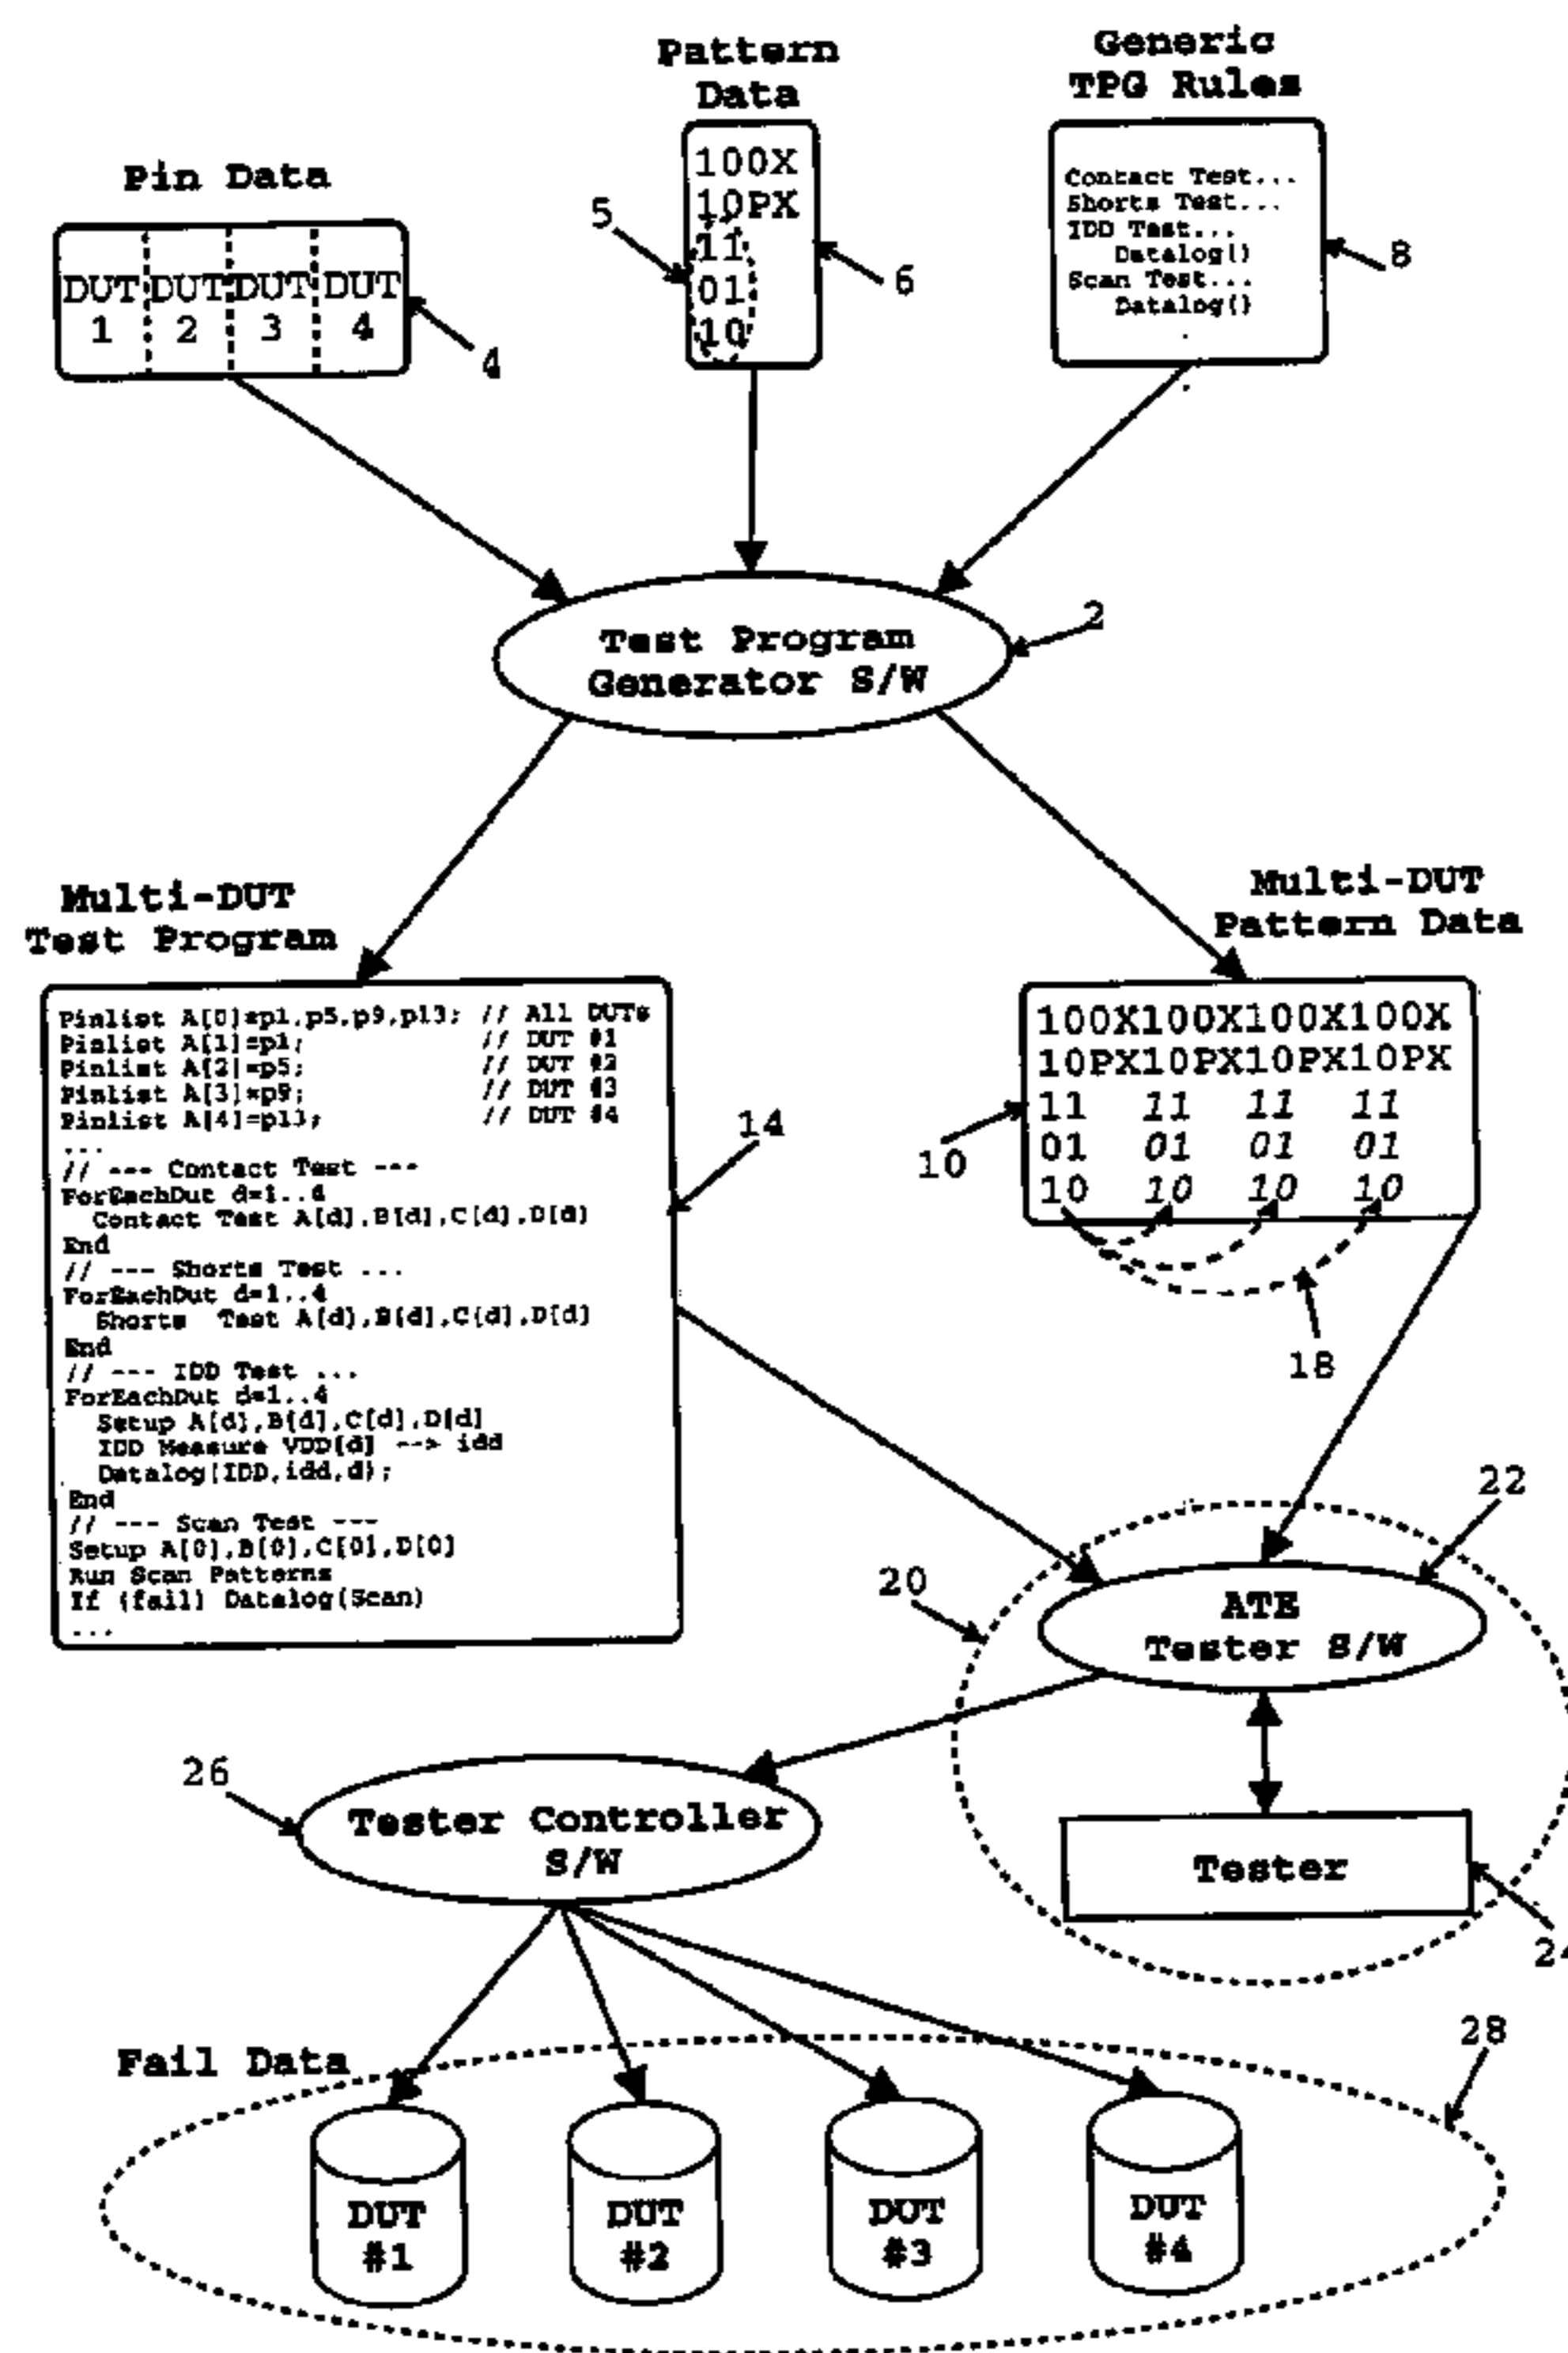 Pattern
Data
Generic
TPG Rules
Pin Data
100X
10PX
11
01
10
Contact Test...
Shorts Test...
IDD Test...
Datalog()
Scan Test...
Datalog()
.
.
5
6
8
DUT DUT DUT DUT
1 2 3 4
4
Test Program
Generator S/W
2
Multi-DUT
Test Program
Multi-DUT
Pattern Data
Pinlist A[0]=p1,p5,p9,p13; // All DUTs
Pinlist A[1]=p1; // DUT #1
Pinlist A[2]=p5; // DUT #2
Pinlist A[3]=p9; // DUT #3
Pinlist A[4]=p13; // DUT #4
...
// --- Contact Test ---
ForEachDut d=1..4
Contact Test A[d],B[d],C[d],D[d]
End
// --- Shorts Test ...
ForEachDut d=1..4
Shorts Test A[d],B[d],C[d],D[d]
End
// --- IDD Test ...
ForEachDut d=1..4
Setup A[d],B[d],C[d],D[d]
IDD Measure VDD[d] --> idd
Datalog(IDD,idd,d);
End
// --- Scan Test ---
Setup A[0],B[0],C[0],D[0]
Run Scan Patterns
If (fail) Datalog(Scan)
...
14
100X100X100X100X
10PX10PX10PX10PX
11 11 11 11
01 01 01 01
10 10 10 10
10
18
22
20
ATE
Tester S/W
26
Tester Controller
S/W
Tester
Fail Data
28
DUT
#1
DUT
#2
DUT
#3
DUT
#4